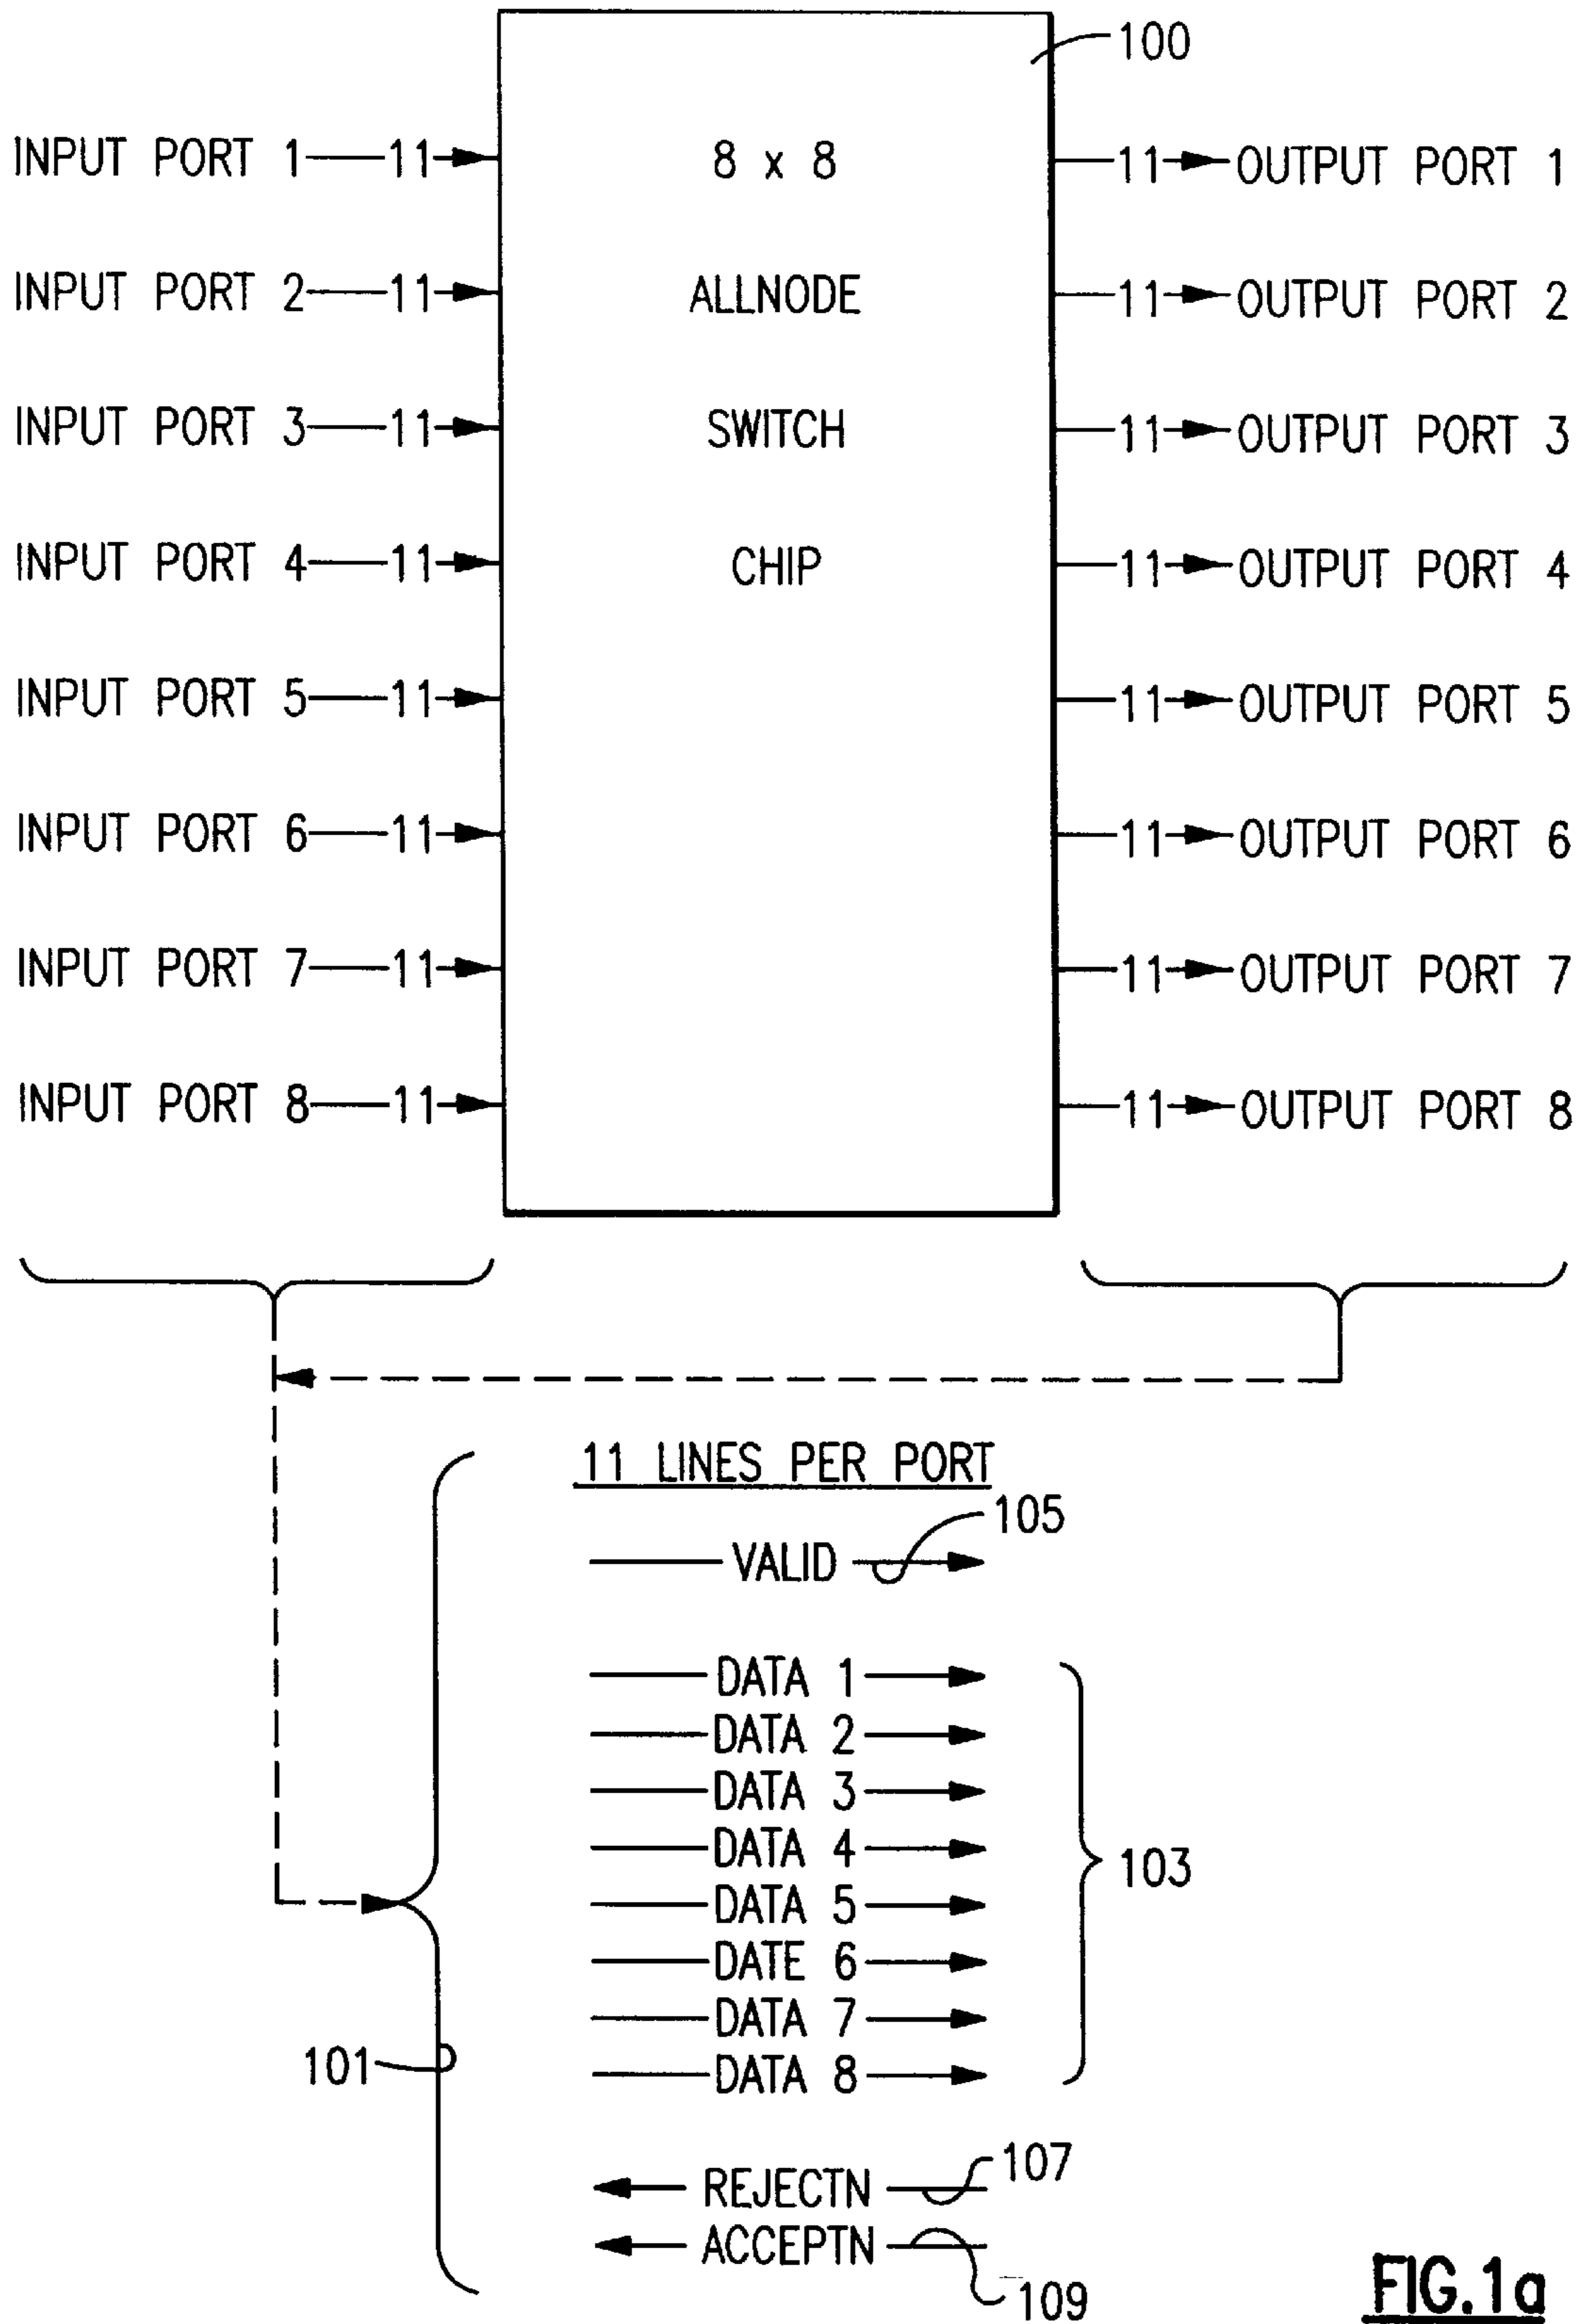 100
INPUT PORT 1 11 8 x 8 11 OUTPUT PORT 1
INPUT PORT 2 11 ALLNODE 11 OUTPUT PORT 2
INPUT PORT 3 11 SWITCH 11 OUTPUT PORT 3
INPUT PORT 4 11 CHIP 11 OUTPUT PORT 4
INPUT PORT 5 11 11 OUTPUT PORT 5
INPUT PORT 6 11 11 OUTPUT PORT 6
INPUT PORT 7 11 11 OUTPUT PORT 7
INPUT PORT 8 11 11 OUTPUT PORT 8
11 LINES PER PORT
105
VALID
DATA 1
DATA 2
DATA 3
DATA 4
103
DATA 5
DATE 6
DATA 7
101
DATA 8
107
REJECTN
ACCEPTN
109
FIG.1a